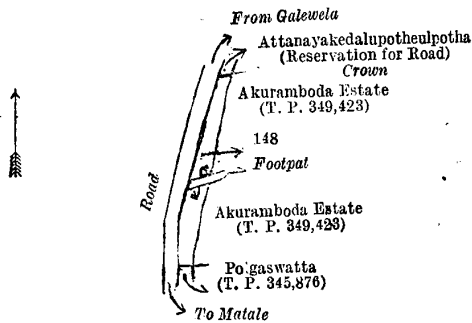 From Galewela
Attanayakedalupotheulpotha
(Reservation for Road)
Crown
Akuramboda Estate
(T. P. 349,423)
148
Footpat
Road
Akuramboda Estate
(T. P. 349,423)
Polgaswatta
(T. P. 345,876)
To Matale